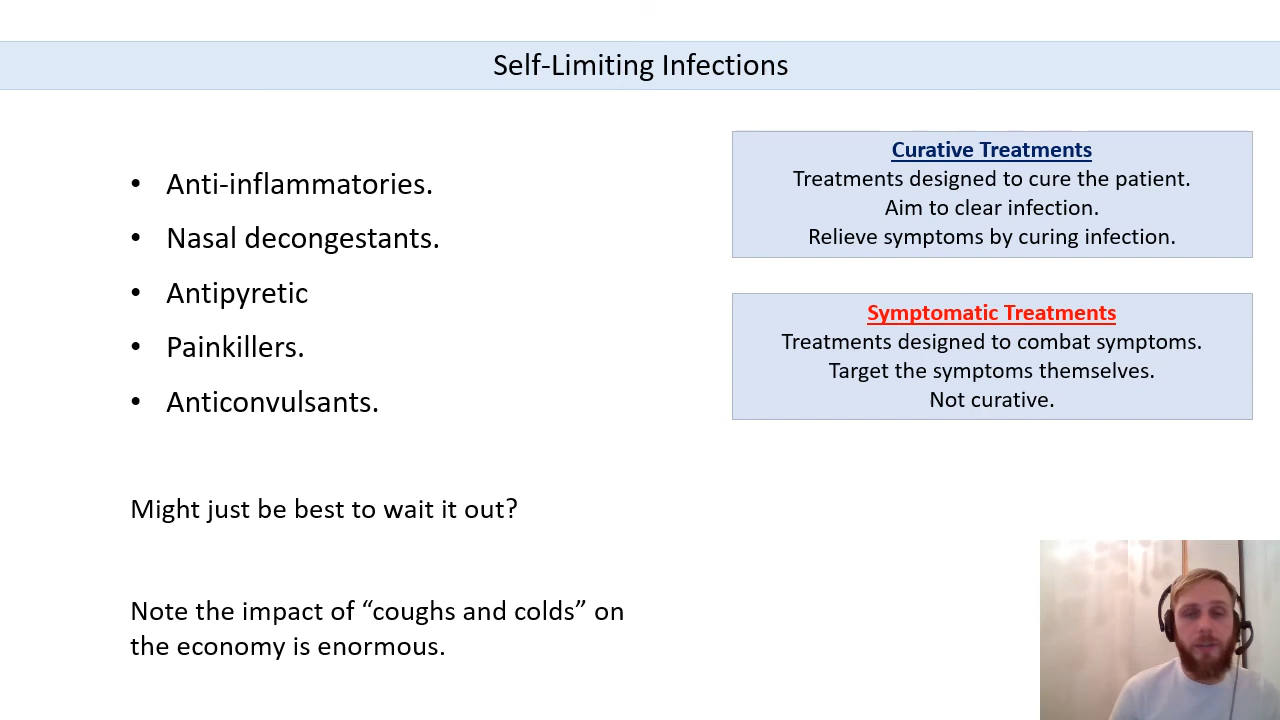 Self-Limiting Infections
• Anti-inflammatories.
• Nasal decongestants.
• Antipyretic
• Painkillers.
• Anticonvulsants.
Might just be best to wait it out?
Note the impact of “coughs and colds” on
the economy is enormous.
Curative Treatments
Treatments designed to cure the patient.
Aim to clear infection.
Relieve symptoms by curing infection.
Symptomatic Treatments
Treatments designed to combat symptoms.
Target the symptoms themselves.
Not curative.